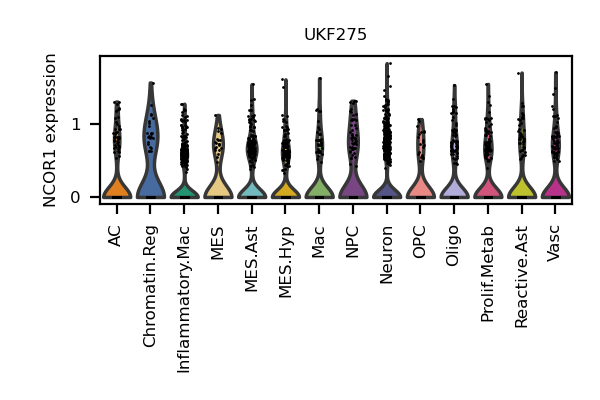 UKF275
NCOR1 expression
1
0
AC
Chromatin.Reg
Inflammatory.Mac
MES
MES.Ast
MES.Hyp
Mac
NPC
Neuron
OPC
Oligo
Prolif.Metab
Reactive.Ast
Vasc